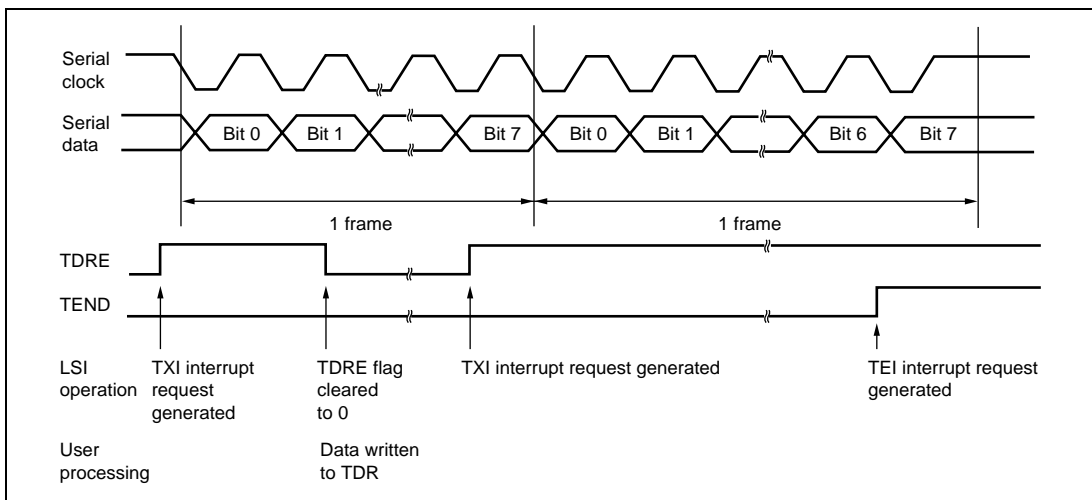 Serial
clock
Serial
data
Bit 0 Bit 1 Bit 7 Bit 0 Bit 1 Bit 6 Bit 7
1 frame 1 frame
TDRE
TEND
LSI
operation
TXI interrupt
request
generated
TDRE flag
cleared
to 0
TXI interrupt request generated
TEI interrupt request
generated
User
processing
Data written
to TDR